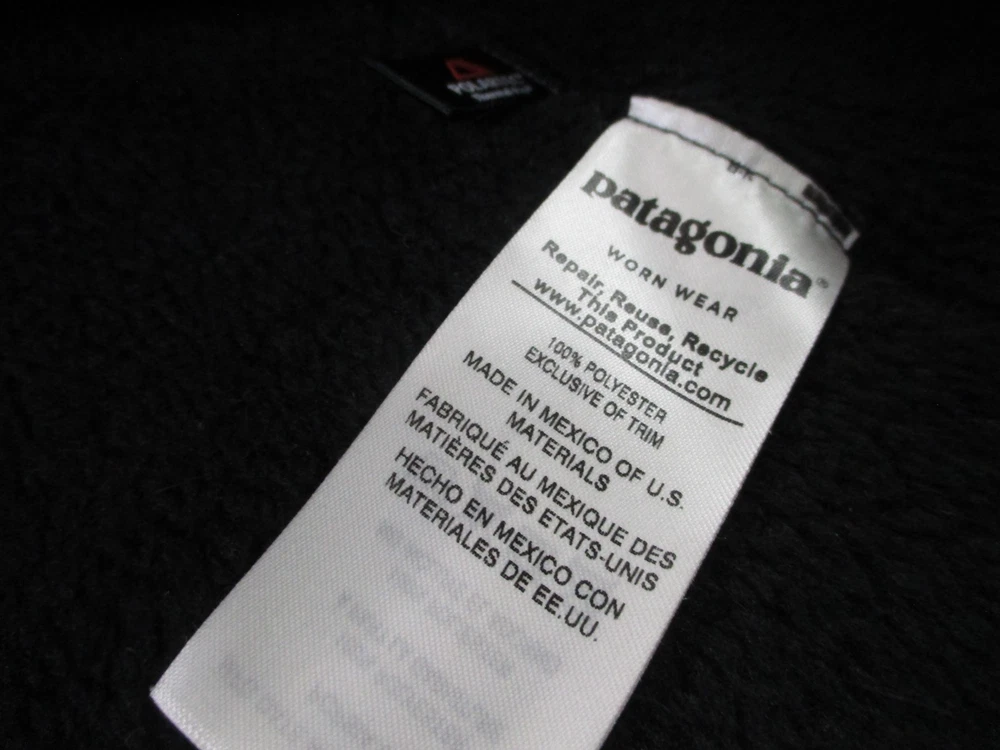 POLARTEC
patagonia®
WORN WEAR
Repair, Reuse, Recycle
This Product
www.patagonia.com
100% POLYESTER
EXCLUSIVE OF TRIM
MADE IN MEXICO OF U.S.
MATERIALS
FABRIQUÉ AU MEXIQUE DES
MATIÈRES DES ETATS-UNIS
HECHO EN MEXICO CON
MATERIALES DE EE.UU.